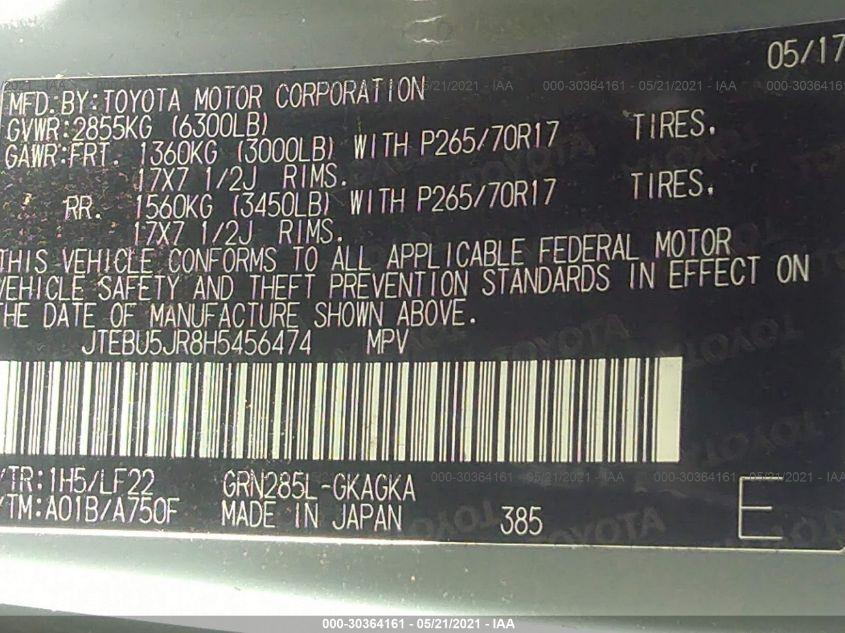 05/17
MFD.BY:TOYOTA MOTOR CORPORATION
GVWR:2855KG (6300LB)
GAWR:FRT. 1360KG (3000LB) WITH P265/70R17 TIRES.
17X7 1/2J RIMS.
RR. 1560KG (3450LB) WITH P265/70R17 TIRES.
17X7 1/2J RIMS.
THIS VEHICLE CONFORMS TO ALL APPLICABLE FEDERAL MOTOR
VEHICLE SAFETY AND THEFT PREVENTION STANDARDS IN EFFECT ON
THE DATE OF MANUFACTURE SHOWN ABOVE.
JTEBU5JR8H5456474 MPV
/TR:1H5/LF22 GRN285L-GKAGKA
/TM:A01B/A750F MADE IN JAPAN 385 E
000-30364161 - 05/21/2021 - IAA